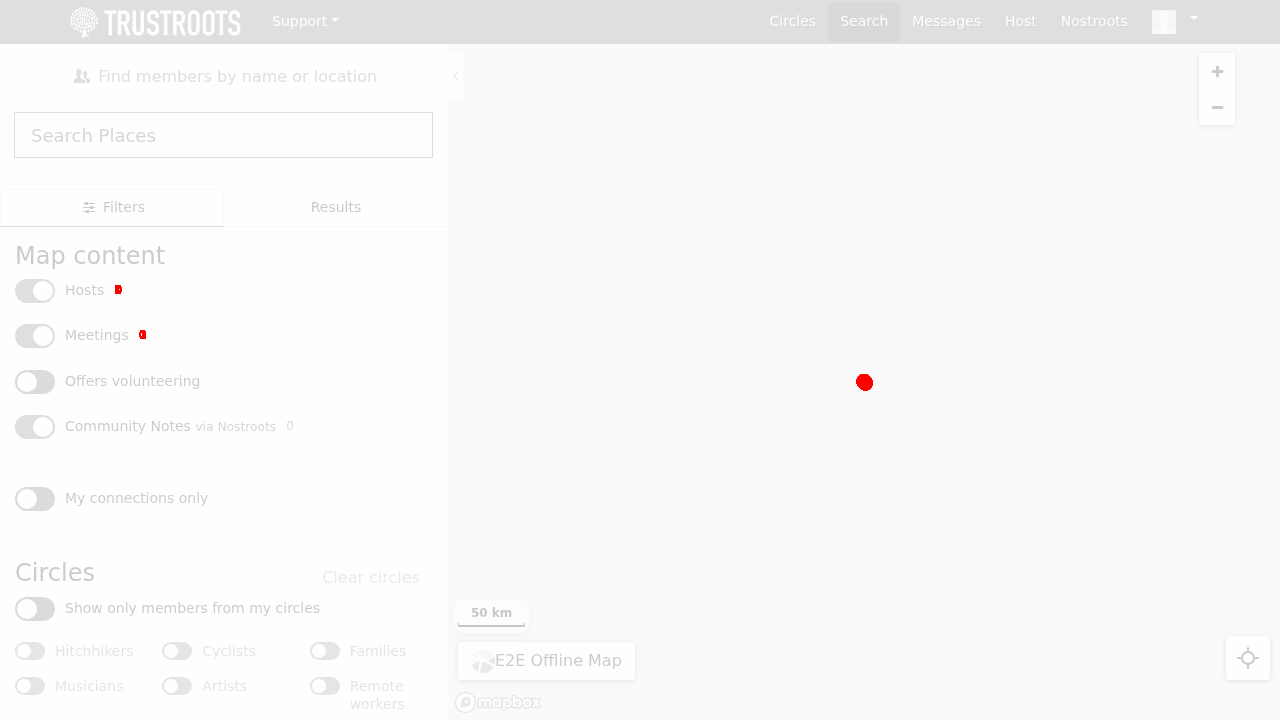 TRUSTROOTS
Support
Circles
Search
Messages
Host
Nostroots
Find members by name or location
Search Places
Filters
Results
Map content
Hosts
Meetings
Offers volunteering
Community Notes via Nostroots 0
My connections only
Circles
Clear circles
Show only members from my circles
Hitchhikers
Cyclists
Families
Musicians
Artists
Remote
workers
50 km
E2E Offline Map
mapbox